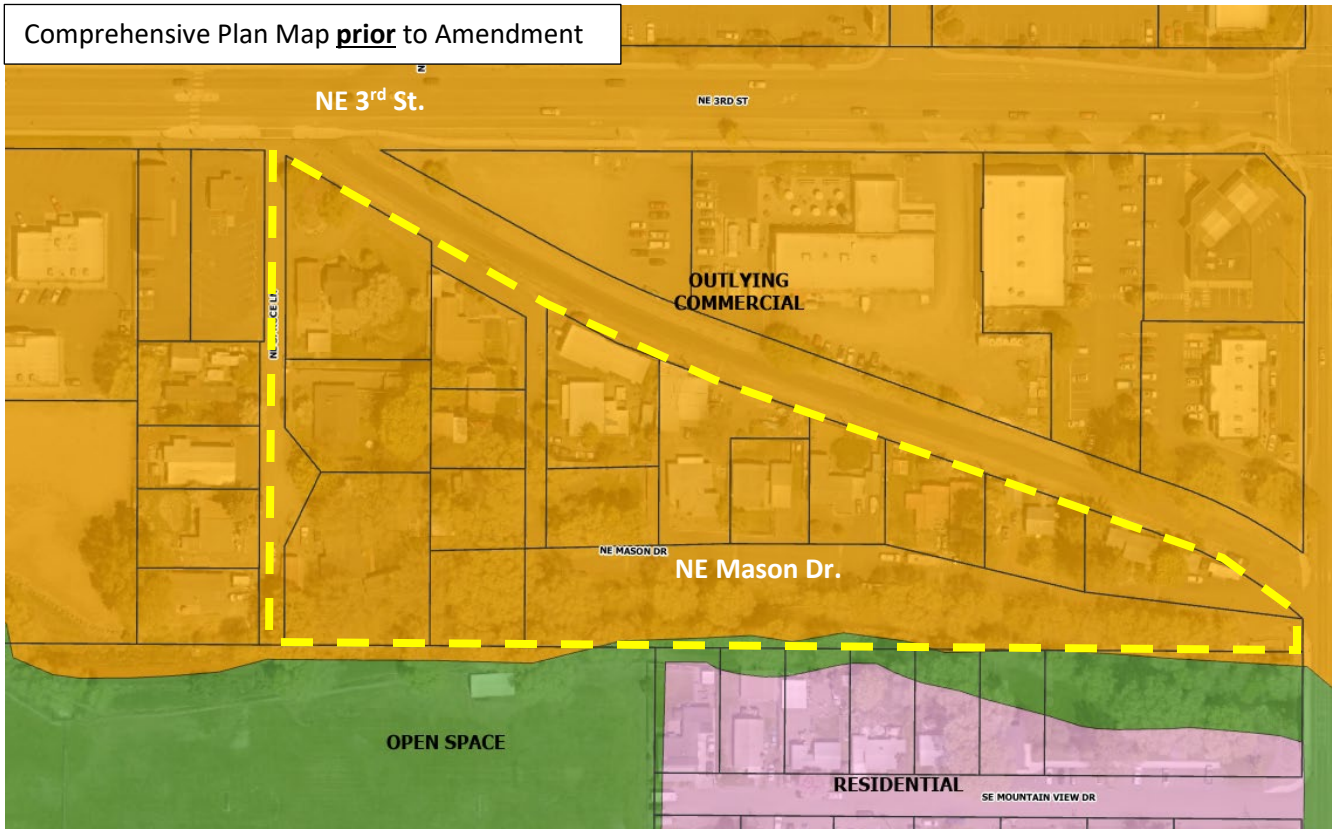 Comprehensive Plan Map prior to Amendment
NE 3rd St.
NE 3RD ST
OUTLYING
COMMERCIAL
NE MASON DR
NE Mason Dr.
OPEN SPACE
RESIDENTIAL
SE MOUNTAIN VIEW DR